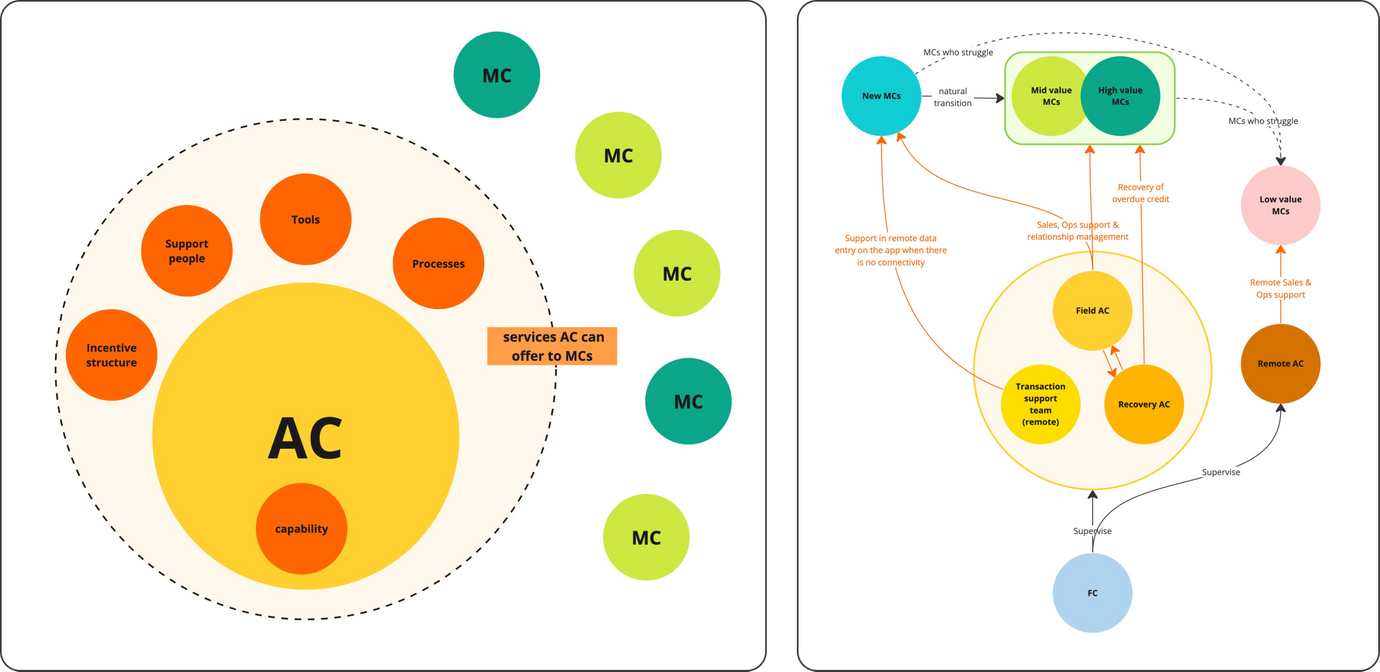 MC
MC
Tools
Support
people
Processes
MC
services AC can
offer to MCs
Incentive
structure
MC
AC
capability
MC
MCs who struggle
New MCs
natural
transition
Mid value
MCs
High value
MCs
MCs who struggle
Low value
MCs
Recovery of
overdue credit
Sales, Ops support &
relationship management
Support in remote data
entry on the app when there
is no connectivity
Remote Sales &
Ops support
Field AC
Remote AC
Transaction
support
team
(remote)
Recovery AC
Supervise
Supervise
FC